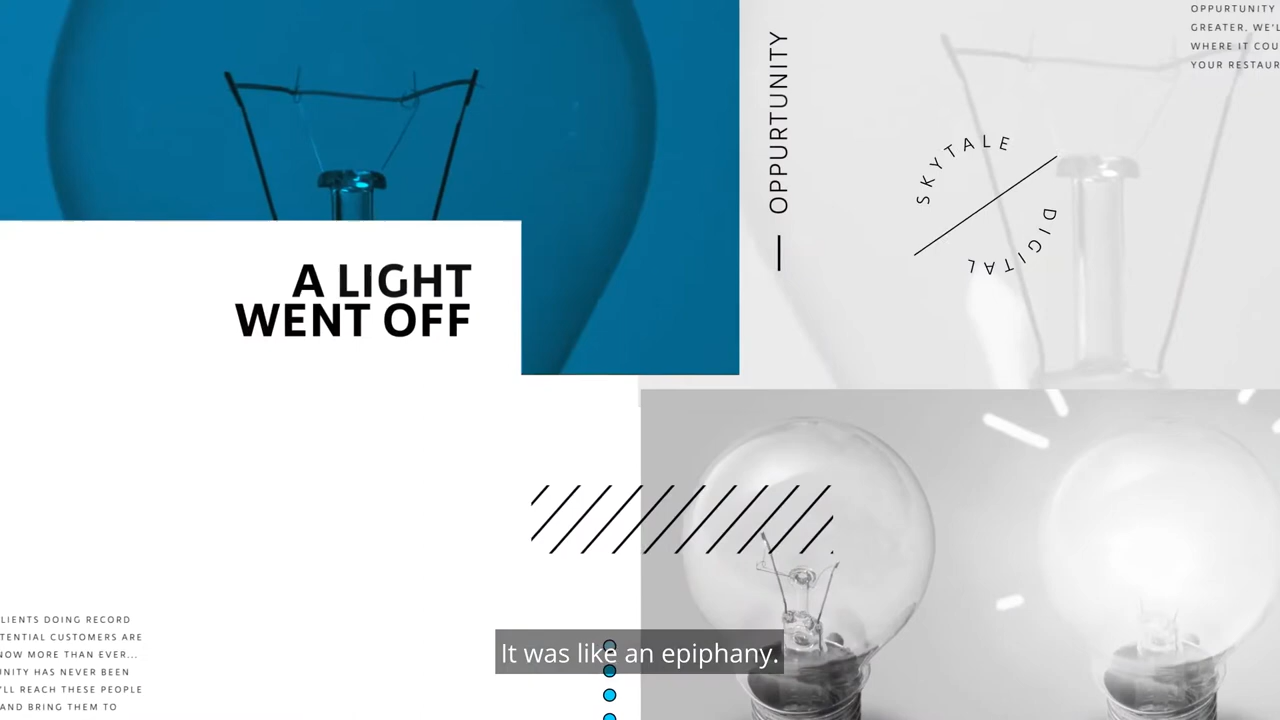 A LIGHT
WENT OFF
OPPURTUNITY
SKYTALE
DIGITAL
OPPURTUNITY
GREATER. WE'L
WHERE IT COU
YOUR RESTAUR
LIENTS DOING RECORD
TENTIAL CUSTOMERS ARE
NOW MORE THAN EVER...
UNITY HAS NEVER BEEN
'LL REACH THESE PEOPLE
AND BRING THEM TO
It was like an epiphany.